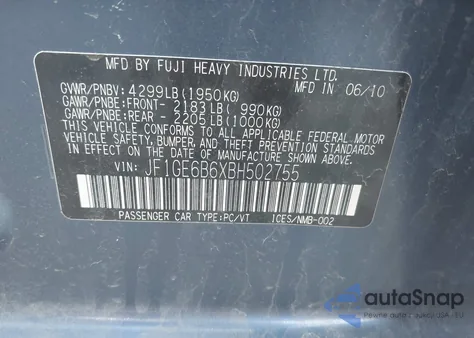 MFD BY FUJI HEAVY INDUSTRIES LTD.
GVWR/PNBV: 4299LB(1950KG) IN 06/10
GAWR/PNBE: FRONT- 2183LB( 990KG)
GAWR/PNBE: REAR - 2205LB(1000KG)
THIS VEHICLE CONFORMS TO ALL APPLICABLE FEDERAL MOTOR
VEHICLE SAFETY, BUMPER AND THEFT PREVENTION STANDARDS
IN EFFECT ON THE DATE OF MANUFACTURE SHOWN ABOVE.
VIN: JF1GE6B6XBH502755
PASSENGER CAR TYPE:PC/VT ICES/NMB-002
autaSnap